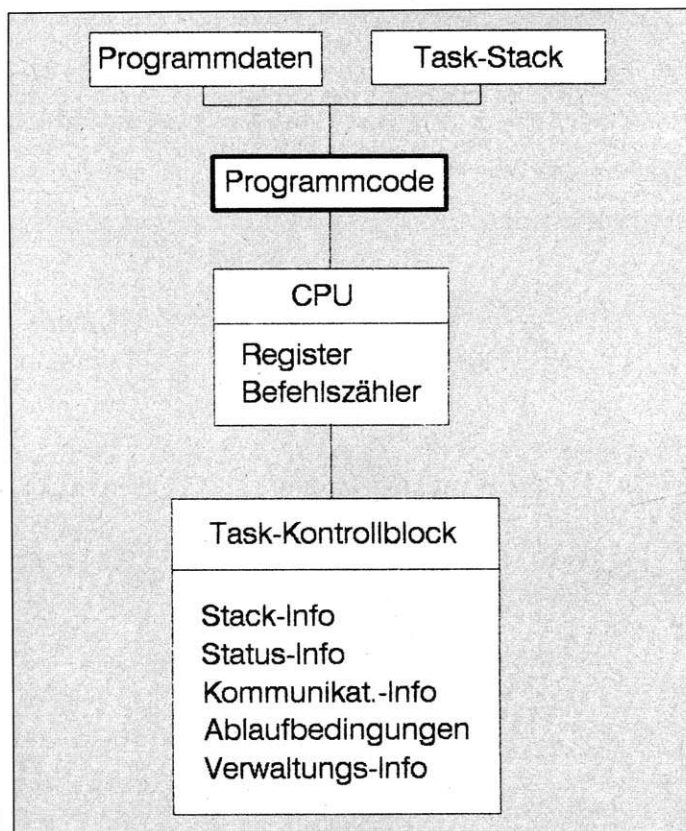 Programmdaten
Task-Stack
Programmcode
CPU
Register
Befehlszähler
Task-Kontrollblock
Stack-Info
Status-Info
Kommunikat.-Info
Ablaufbedingungen
Verwaltungs-Info